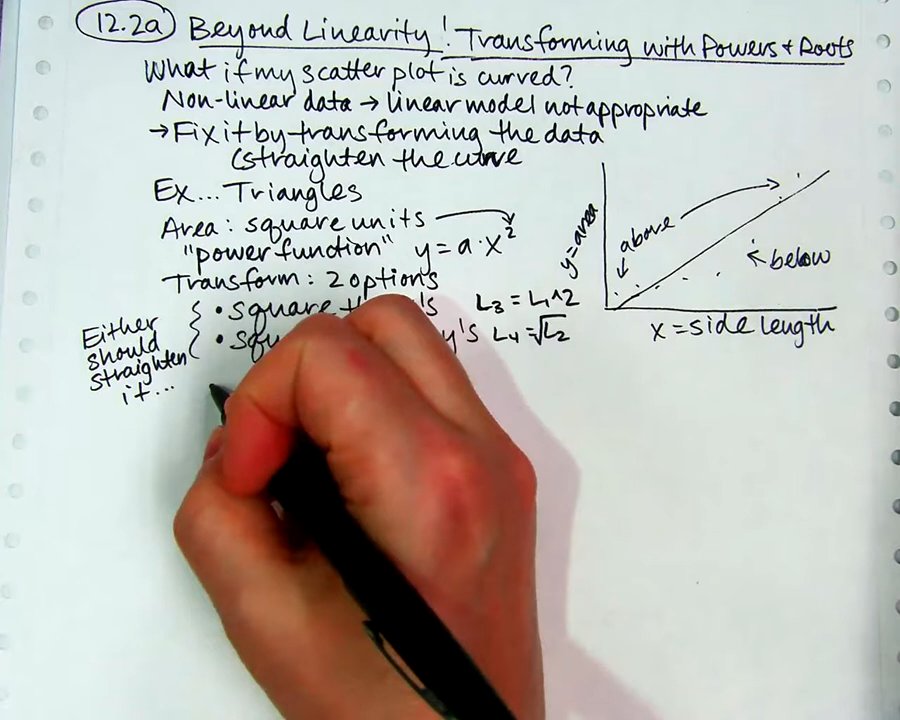 12.2a Beyond Linearity! Transforming with Powers + Roots
What if my scatter plot is curved?
Non-linear data → linear model not appropriate
→ Fix it by transforming the data
(straighten the curve
Ex... Triangles
Area: square units
"power function" y = a·x²
Transform: 2 options
• square 's L₃ = L₁^2
• squ y's L₄ = √L₂
Either
should
straighten
it...
y = area
above
below
x = side length